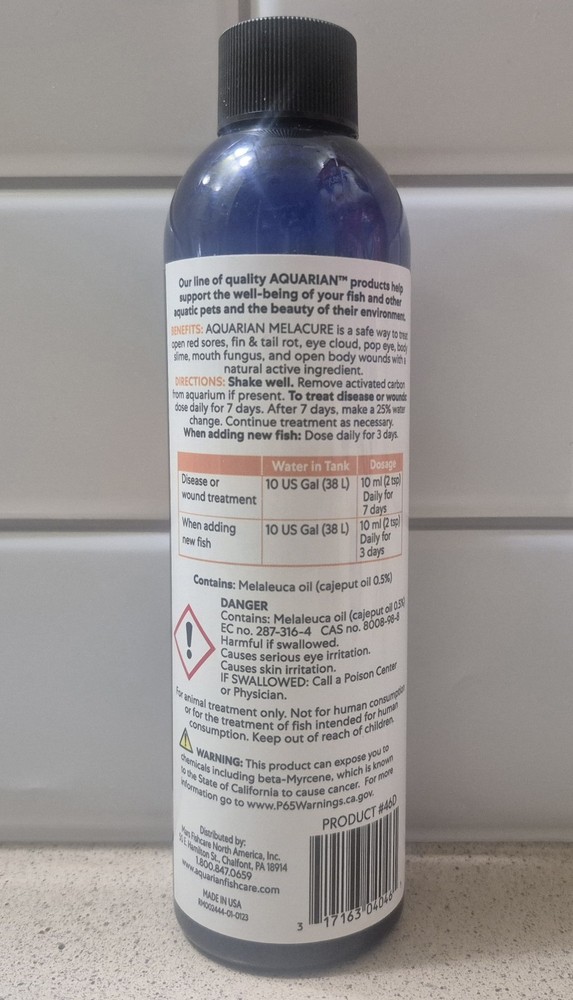 Our line of quality AQUARIAN™ products help
support the well-being of your fish and other
aquatic pets and the beauty of their environment.
BENEFITS: AQUARIAN MELACURE is a safe way to treat
open red sores, fin & tail rot, eye cloud, pop eye, body
slime, mouth fungus, and open body wounds with a
natural active ingredient.
DIRECTIONS: Shake well. Remove activated carbon
from aquarium if present. To treat disease or wounds:
dose daily for 7 days. After 7 days, make a 25% water
change. Continue treatment as necessary.
When adding new fish: Dose daily for 3 days.
Water in Tank Dosage
Disease or
wound treatment
10 US Gal (38 L)
10 ml (2 tsp)
Daily for
7 days
When adding
new fish
10 US Gal (38 L)
10 ml (2 tsp)
Daily for
3 days
Contains: Melaleuca oil (cajeput oil 0.5%)
DANGER
Contains: Melaleuca oil (cajeput oil 0.5%)
EC no. 287-316-4 CAS no. 8008-98-8
Harmful if swallowed.
Causes serious eye irritation.
Causes skin irritation.
IF SWALLOWED: Call a Poison Center
or Physician.
For animal treatment only. Not for human consumption
or for the treatment of fish intended for human
consumption. Keep out of reach of children.
WARNING: This product can expose you to
chemicals including beta-Myrcene, which is known
to the State of California to cause cancer. For more
information go to www.P65Warnings.ca.gov.
PRODUCT #46D
Distributed by:
Mars Fishcare North America, Inc.
E. Hamilton St., Chalfont, PA 18914
1.800.847.0659
www.aquarianfishcare.com
MADE IN USA
RM002444-01-0123
3 17163 04046